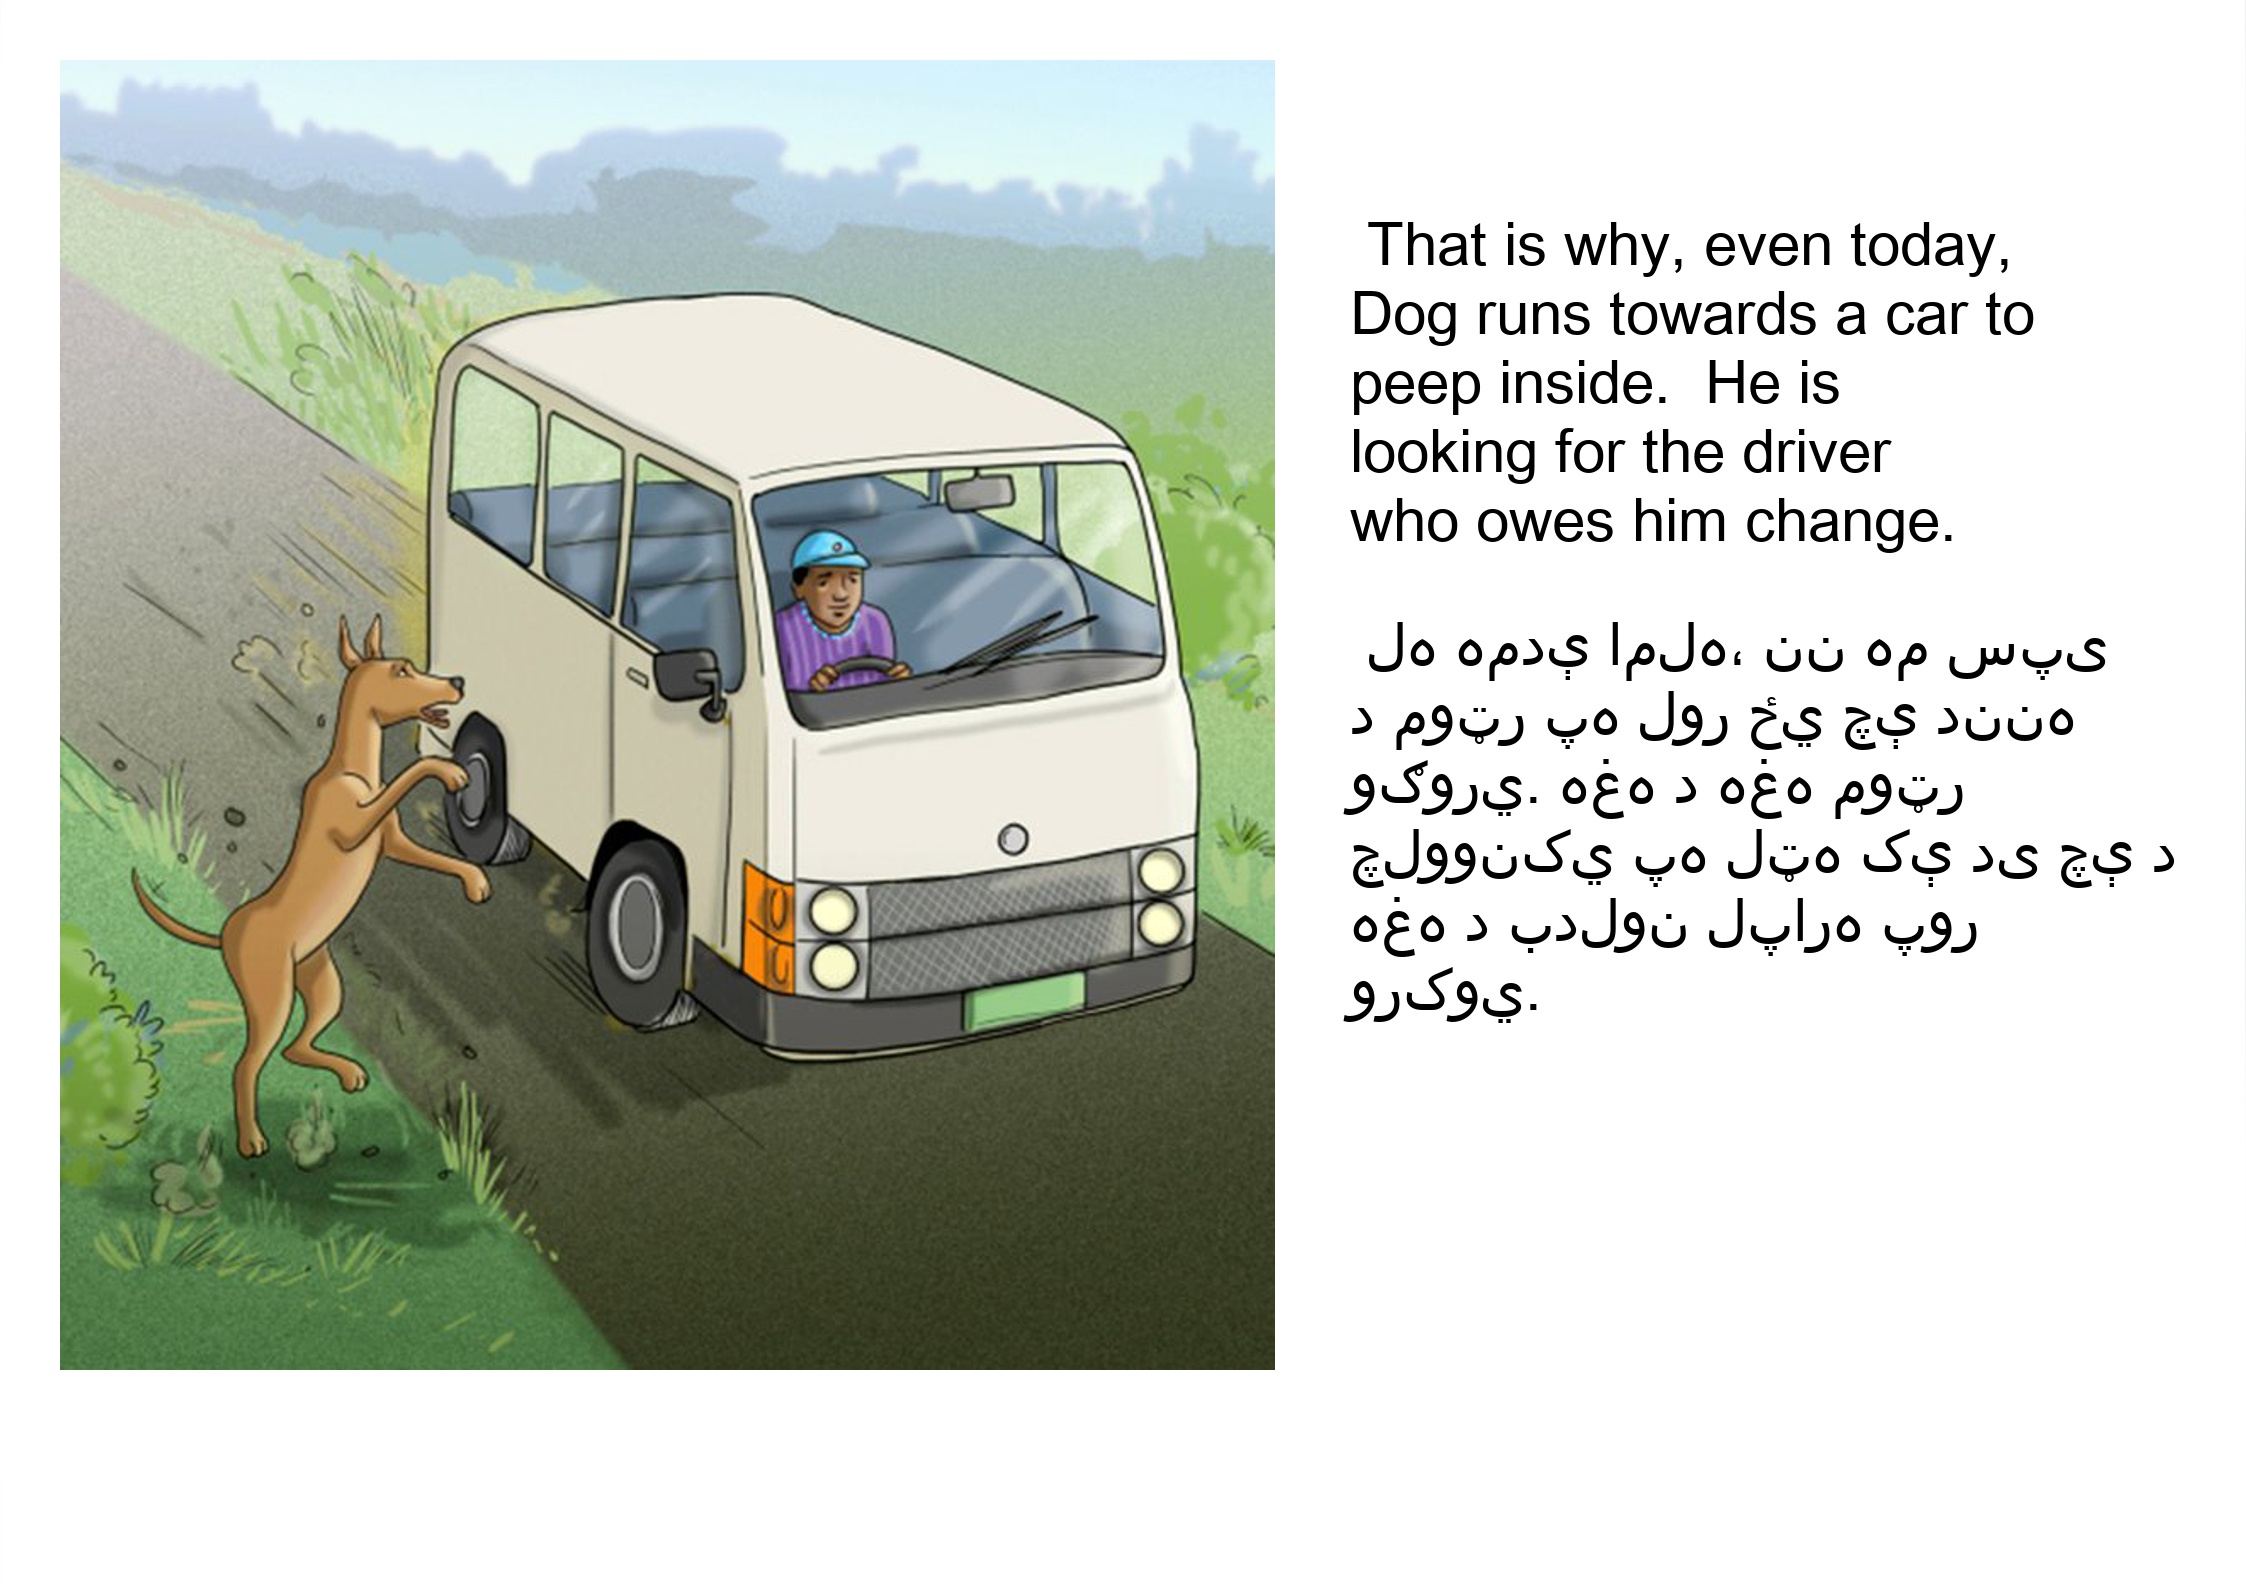 That is why, even today,
Dog runs towards a car to
peep inside. He is
looking for the driver
who owes him change.
له همدې امله، نن هم سپی
د موټر په لور ځي چې دننه
وګوري. هغه د هغه موټر
چلوونکي په لټه کې دی چې د
هغه د بدلون لپاره پور
ورکوي.